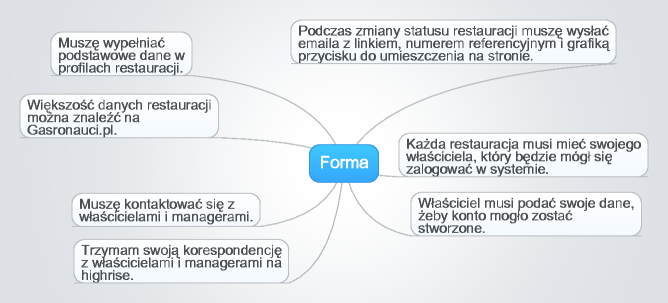 Muszę wypełniać
podstawowe dane w
profilach restauracji.
Większość danych restauracji
można znaleźć na
Gasronauci.pl.
Muszę kontaktować się z
właścicielami i managerami.
Trzymam swoją korespondencję
z właścicielami i managerami na
highrise.
Forma
Podczas zmiany statusu restauracji muszę wysłać
emaila z linkiem, numerem referencyjnym i grafiką
przycisku do umieszczenia na stronie.
Każda restauracja musi mieć swojego
właściciela, który będzie mógł się
zalogować w systemie.
Właściciel musi podać swoje dane,
żeby konto mogło zostać
stworzone.